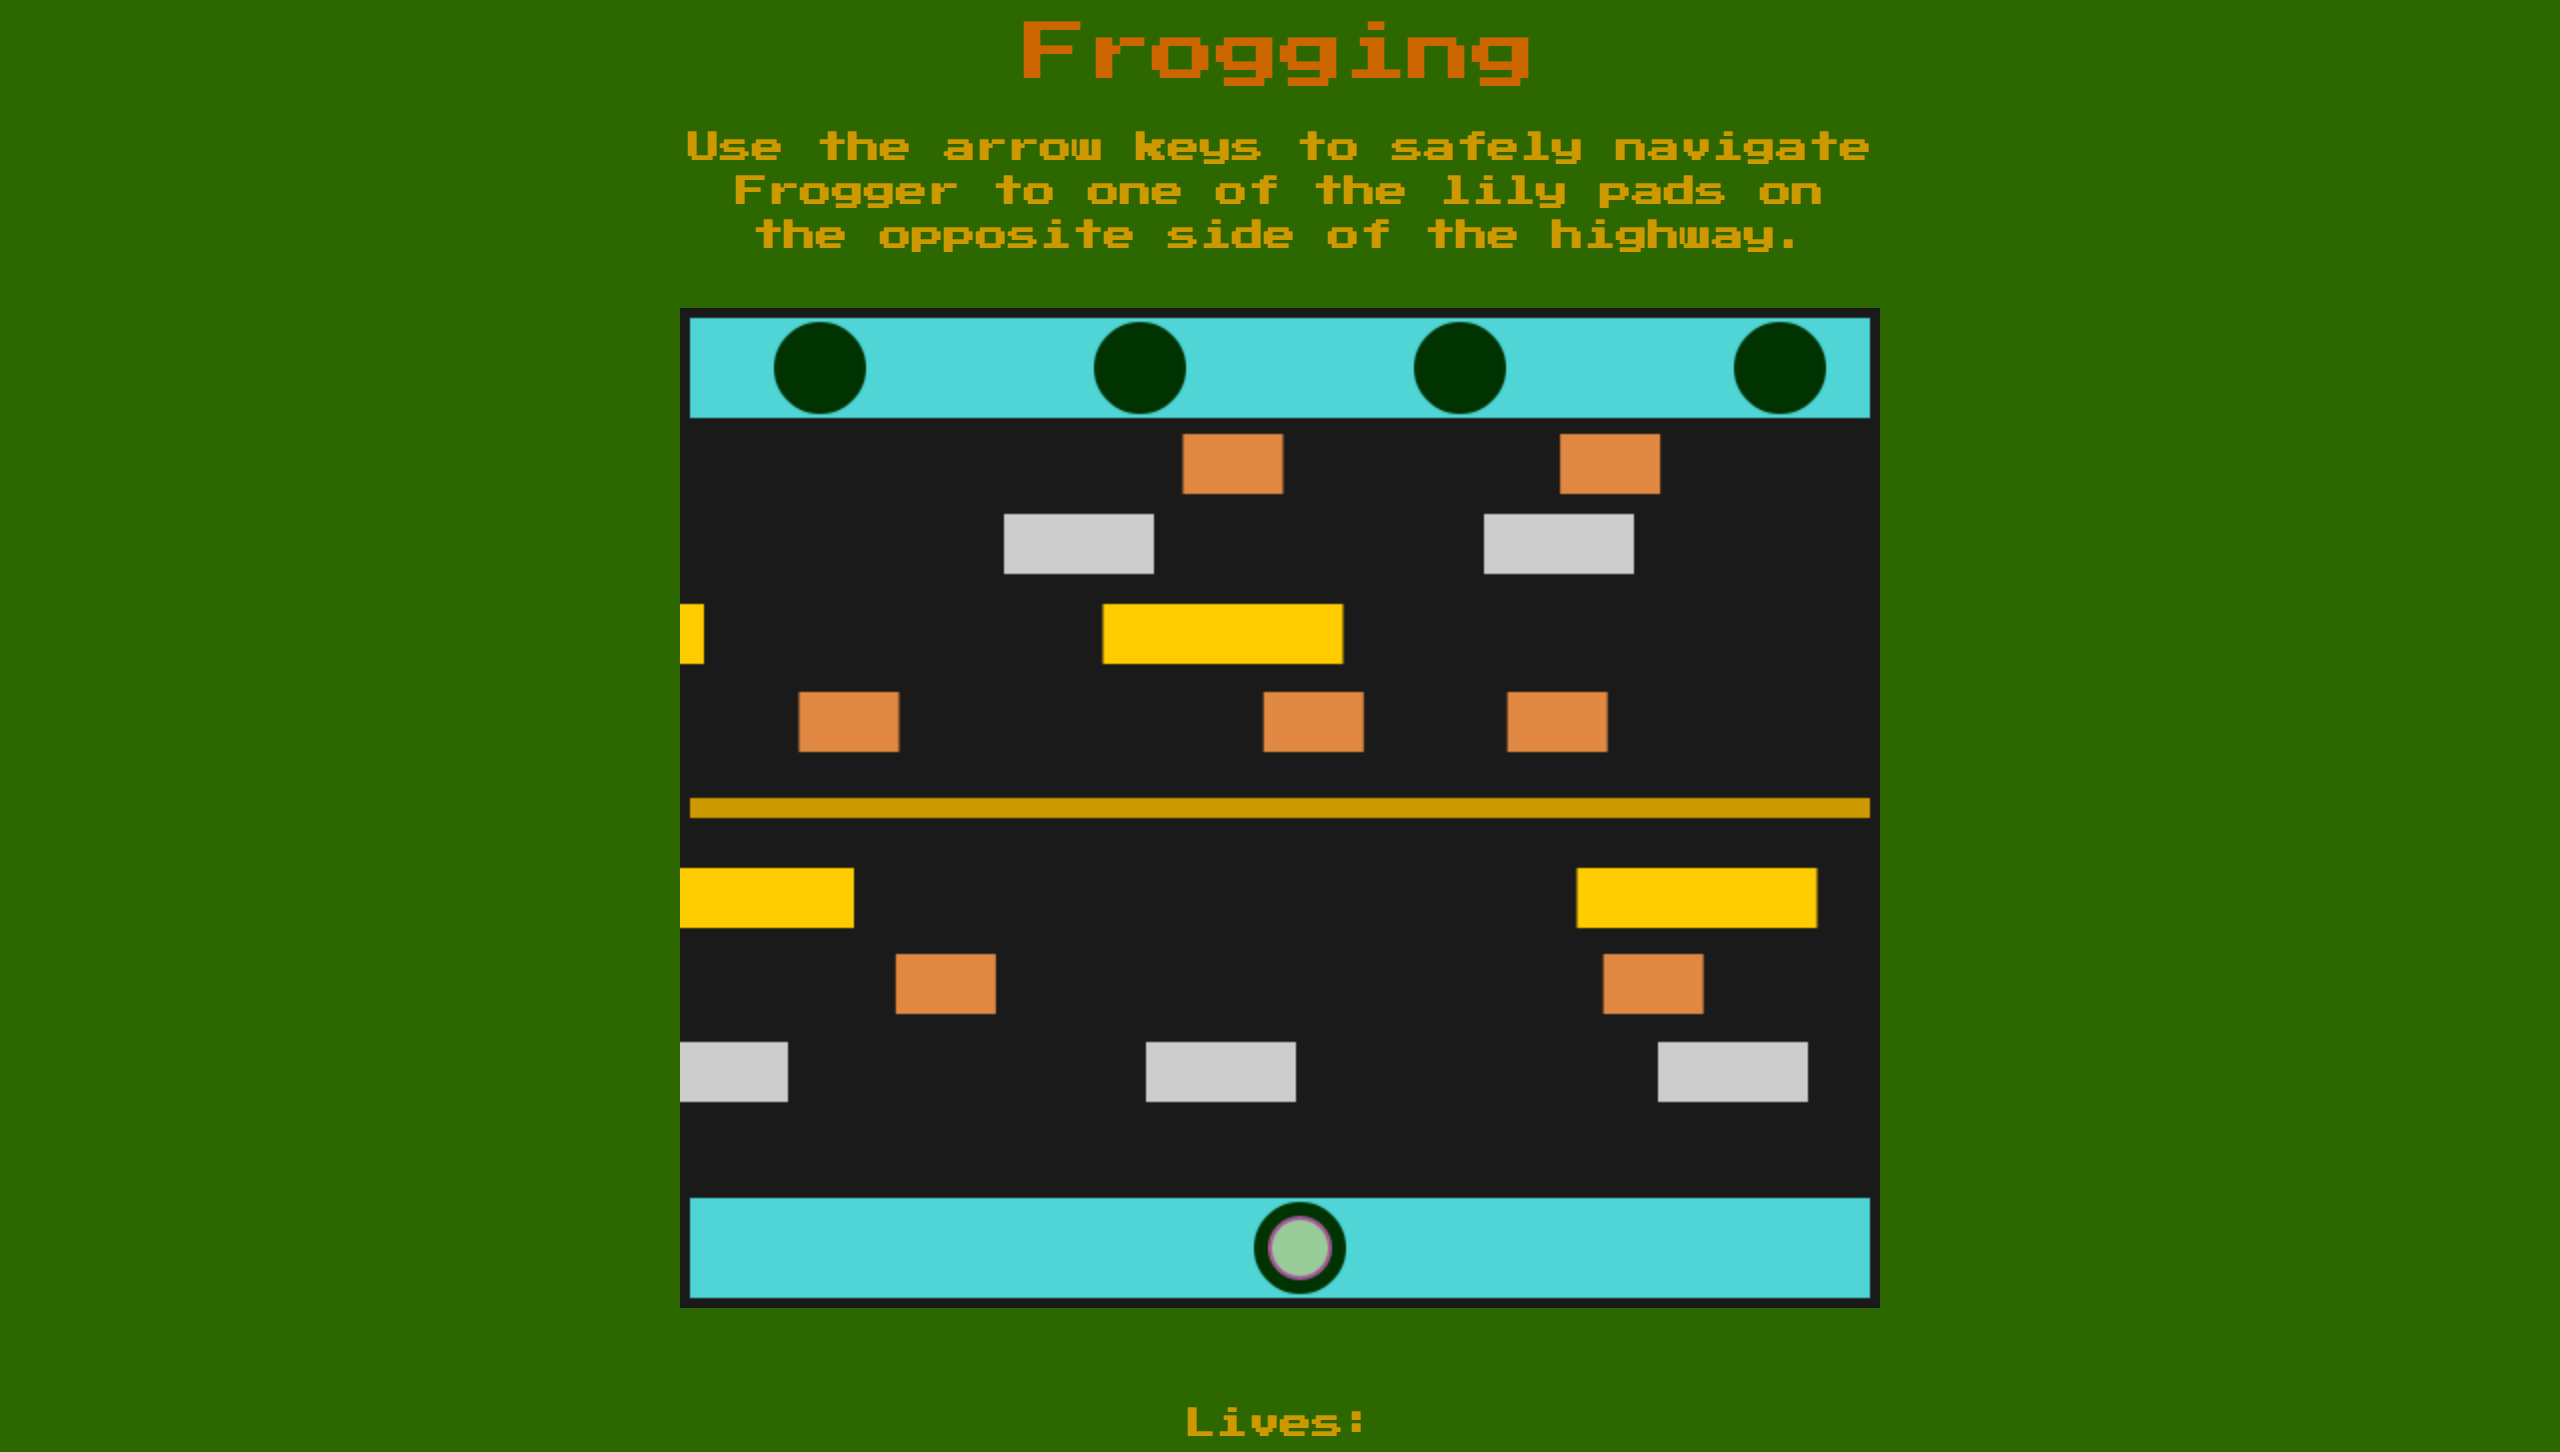 Frogging
Use the arrow keys to safely navigate
Frogger to one of the lily pads on
the opposite side of the highway.
Lives: